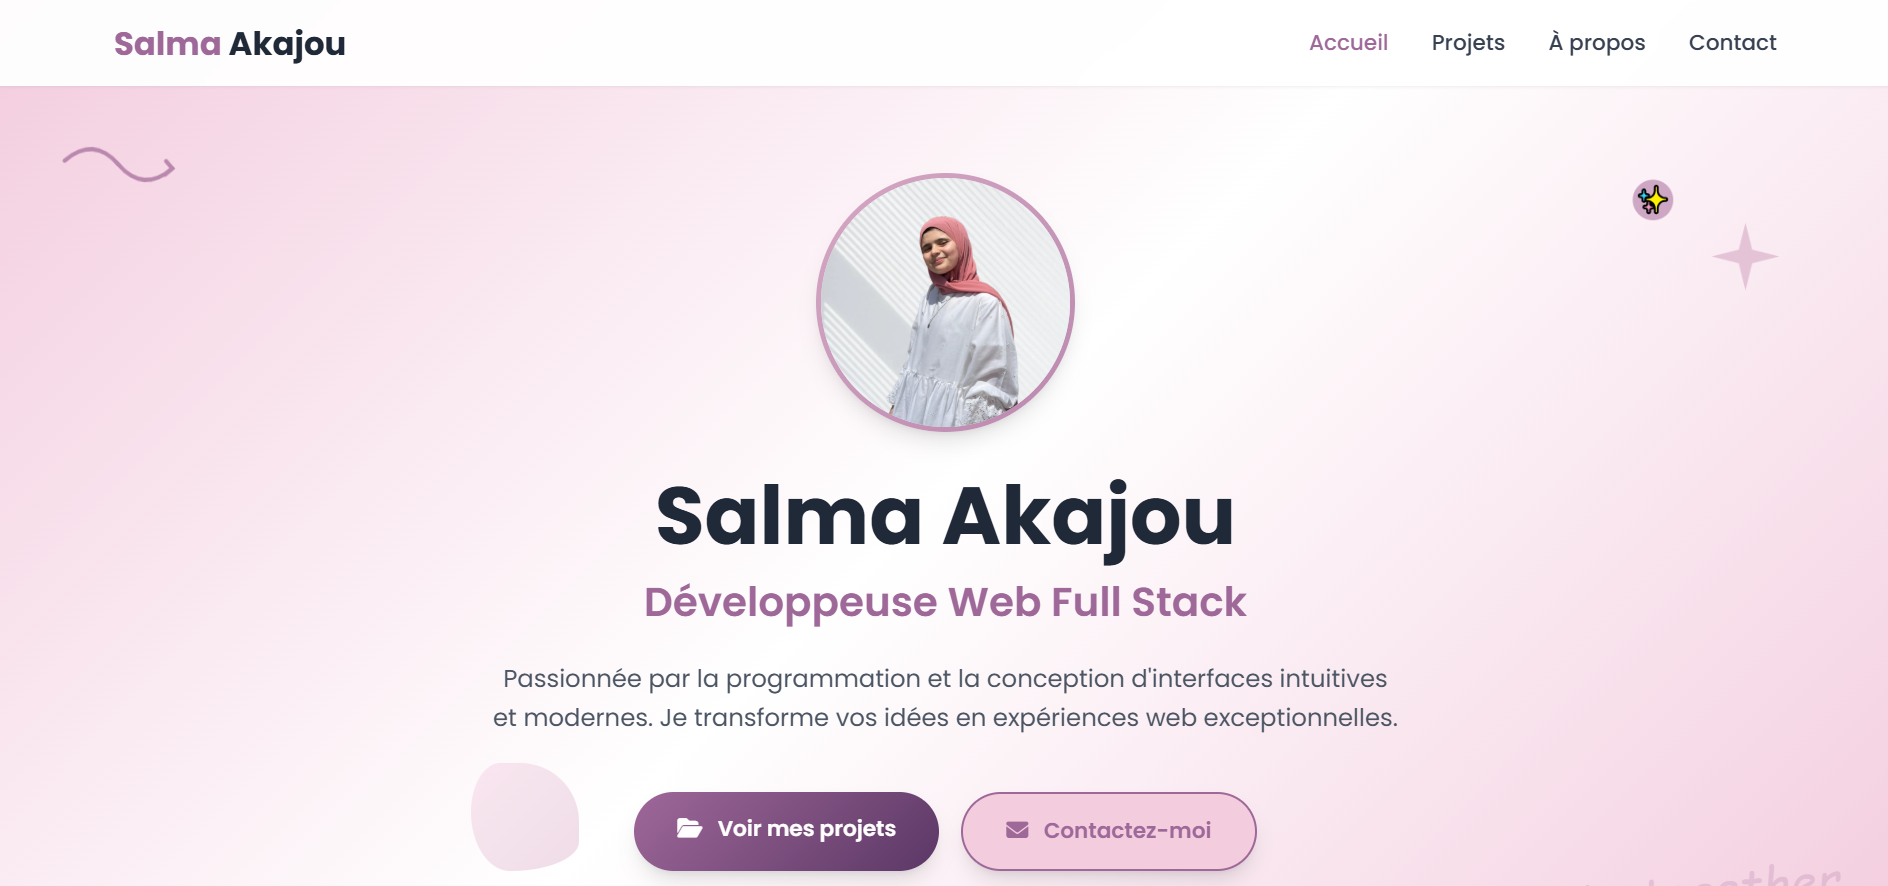 Salma Akajou
Accueil
Projets
À propos
Contact
Salma Akajou
Développeuse Web Full Stack
Passionnée par la programmation et la conception d'interfaces intuitives
et modernes. Je transforme vos idées en expériences web exceptionnelles.
Voir mes projets
Contactez-moi